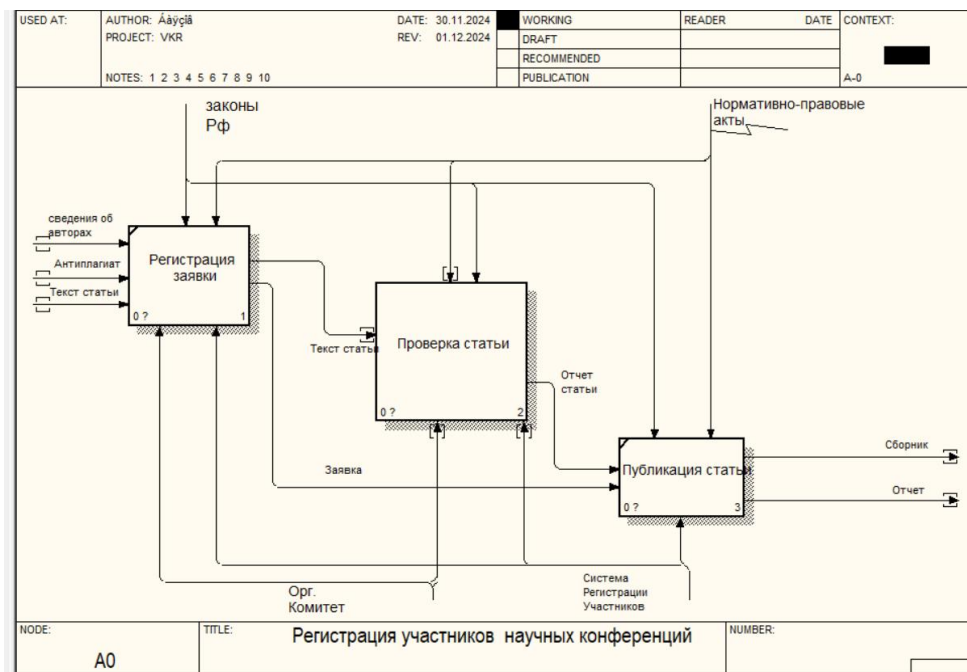 USED AT:
AUTHOR: Áàýçîâ
DATE: 30.11.2024
WORKING
READER
DATE
CONTEXT:
PROJECT: VKR
REV: 01.12.2024
DRAFT
RECOMMENDED
NOTES: 1 2 3 4 5 6 7 8 9 10
PUBLICATION
A-0
законы
Рф
Нормативно-правовые
акты
сведения об
авторах
Антиплагиат
Текст статьи
Регистрация
заявки
0 ?
1
Текст статьи
Проверка статьи
0 ?
2
Отчет
статьи
Заявка
Публикация статьи
0 ?
3
Сборник
Отчет
Орг.
Комитет
Система
Регистрации
Участников
NODE:
TITLE:
NUMBER:
A0
Регистрация участников научных конференций